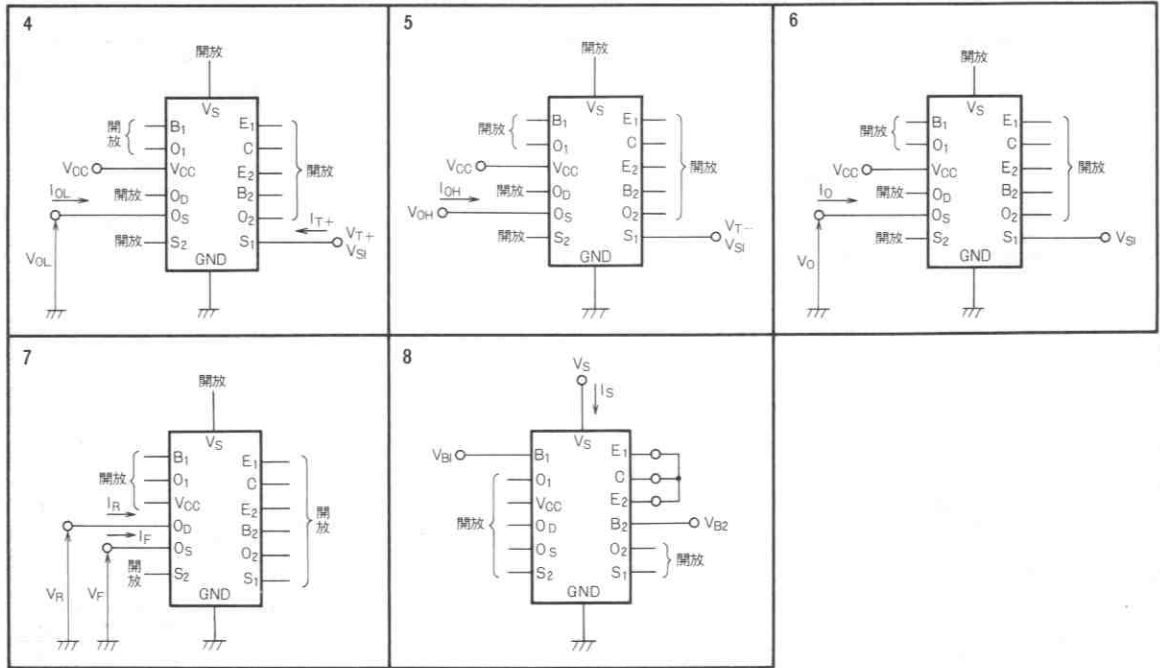 4
開放
VS
B1
O1
開放
VCC
VCC
IOL
開放
OD
OS
開放
S2
VOL
E1
C
E2
B2
O2
開放
IT+
S1
VT+
VSI
GND
5
開放
VS
開放
B1
O1
VCC
VCC
IOH
開放
OD
VOH
OS
開放
S2
E1
C
E2
B2
O2
開放
S1
VT−
VSI
GND
6
開放
VS
開放
B1
O1
VCC
VCC
IO
開放
OD
OS
開放
S2
VO
E1
C
E2
B2
O2
開放
S1
VSI
GND
7
開放
VS
開放
B1
O1
VCC
IR
OD
IF
OS
開放
S2
VR
VF
E1
C
E2
B2
O2
S1
開放
GND
8
VS
IS
VS
VBI
B1
開放
O1
VCC
OD
OS
S2
E1
C
E2
B2
VB2
O2
S1
開放
GND